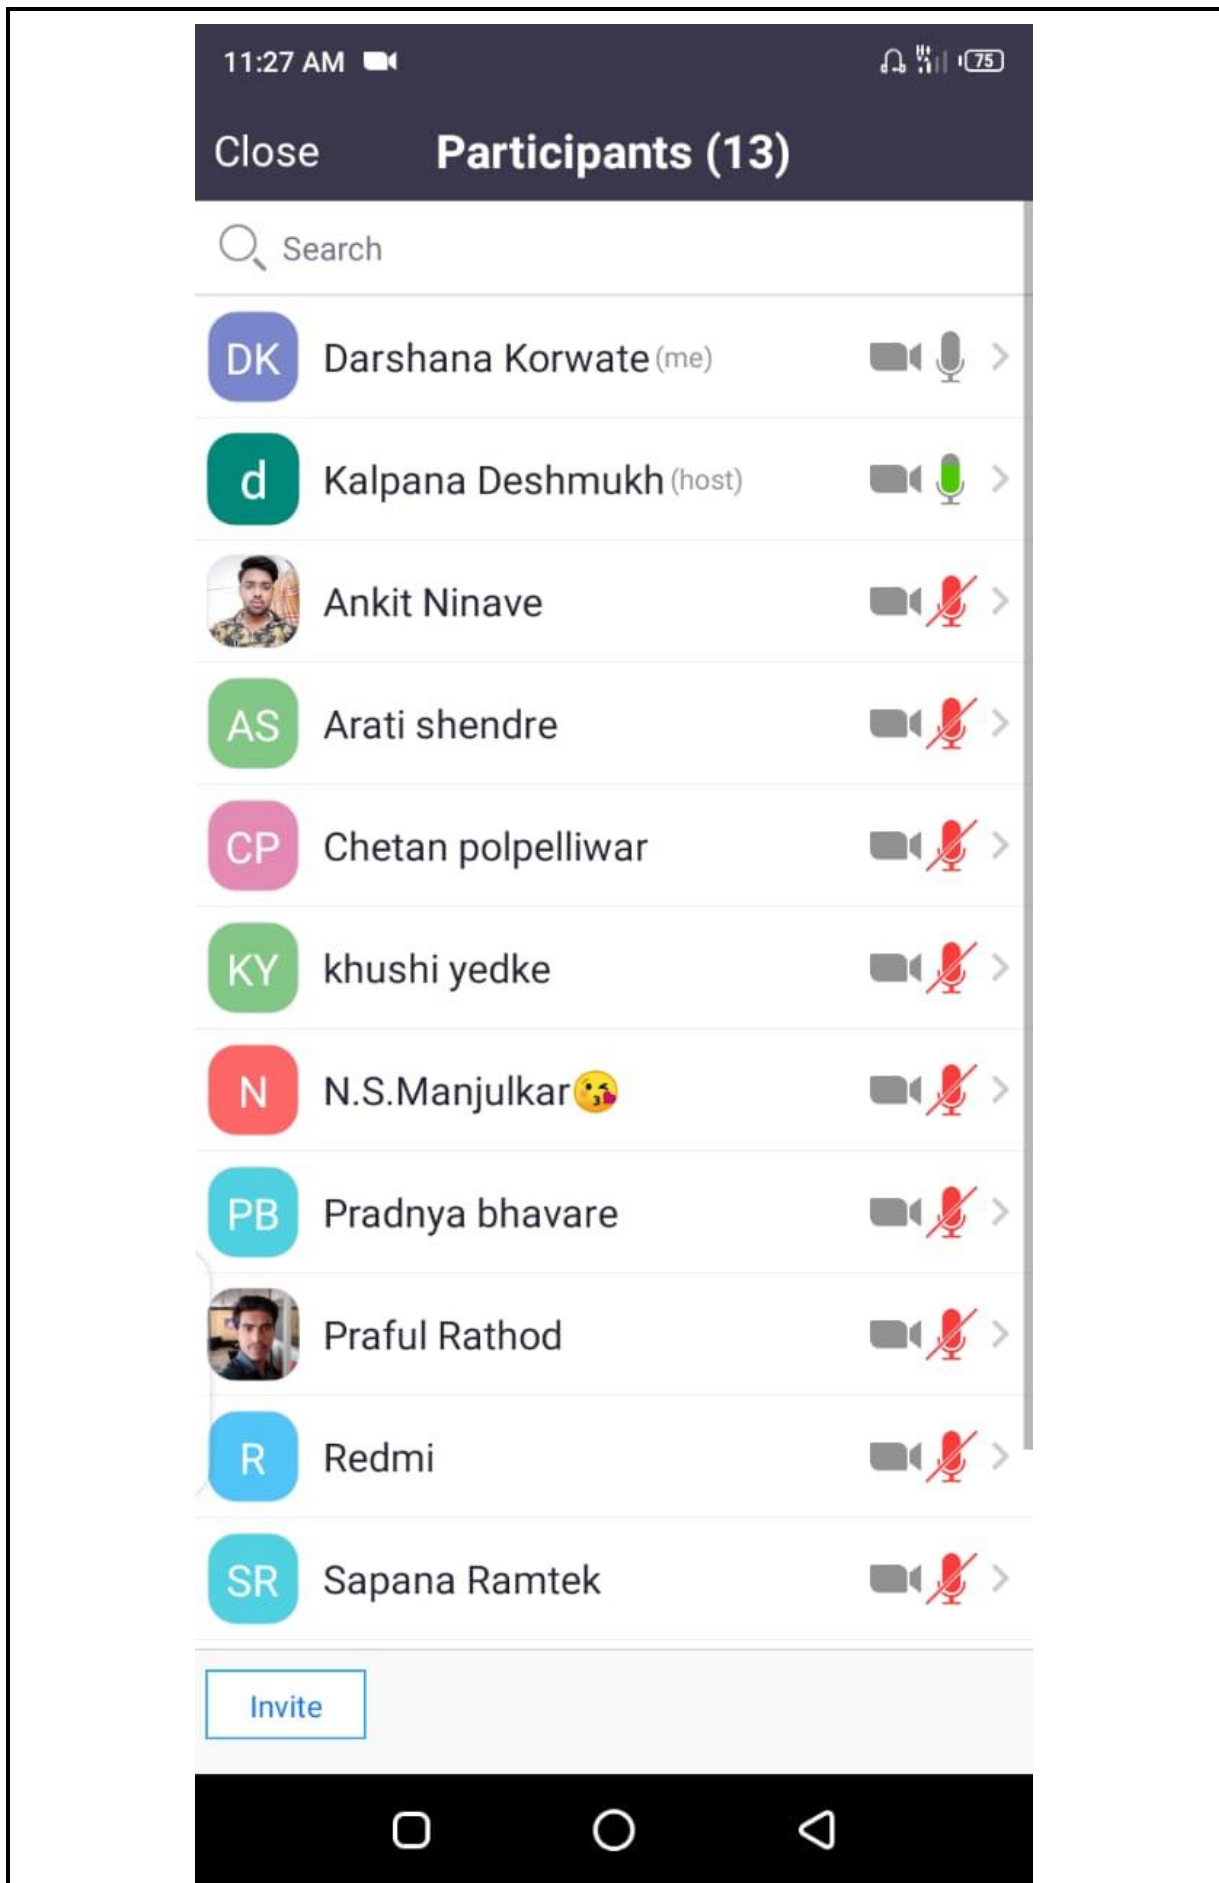 11:27 AM 75
Close Participants (13)
Search
DK Darshana Korwate (me)
d Kalpana Deshmukh (host)
Ankit Ninave
AS Arati shendre
CP Chetan polpelliwar
KY khushi yedke
N N.S.Manjulkar😘
PB Pradnya bhavare
Praful Rathod
R Redmi
SR Sapana Ramtek
Invite